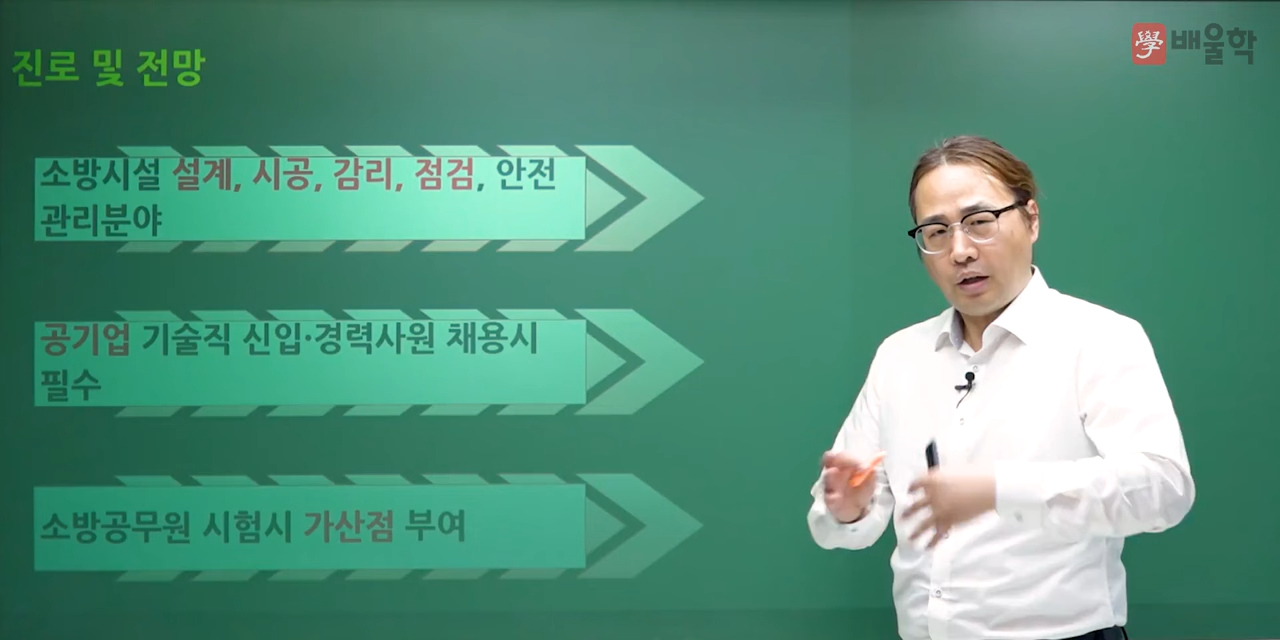 진로 및 전망
學 배울학
소방시설 설계, 시공, 감리, 점검, 안전
관리분야
공기업 기술직 신입·경력사원 채용시
필수
소방공무원 시험시 가산점 부여